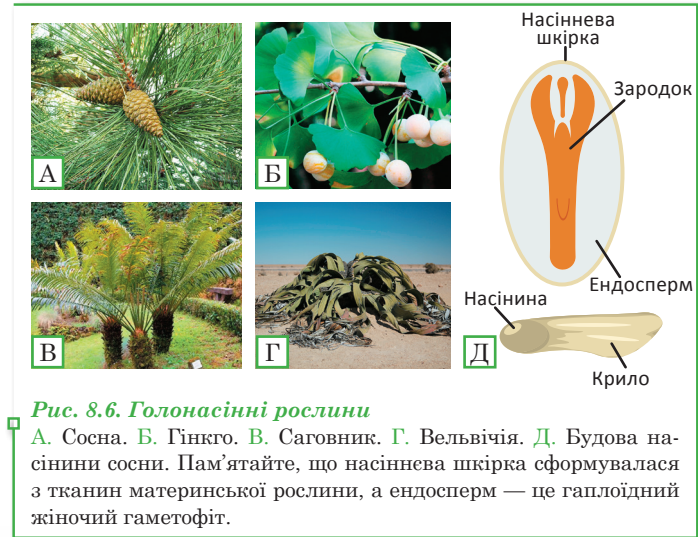 Насіннева
шкірка
Зародок
А
Б
Ендосперм
Насінина
В
Г
Д
Крило
Рис. 8.6. Голонасінні рослини
А. Сосна. Б. Гінкго. В. Саговник. Г. Вельвічія. Д. Будова на-
сінини сосни. Пам’ятайте, що насіннєва шкірка сформувалася
з тканин материнської рослини, а ендосперм — це гаплоїдний
жіночий гаметофіт.